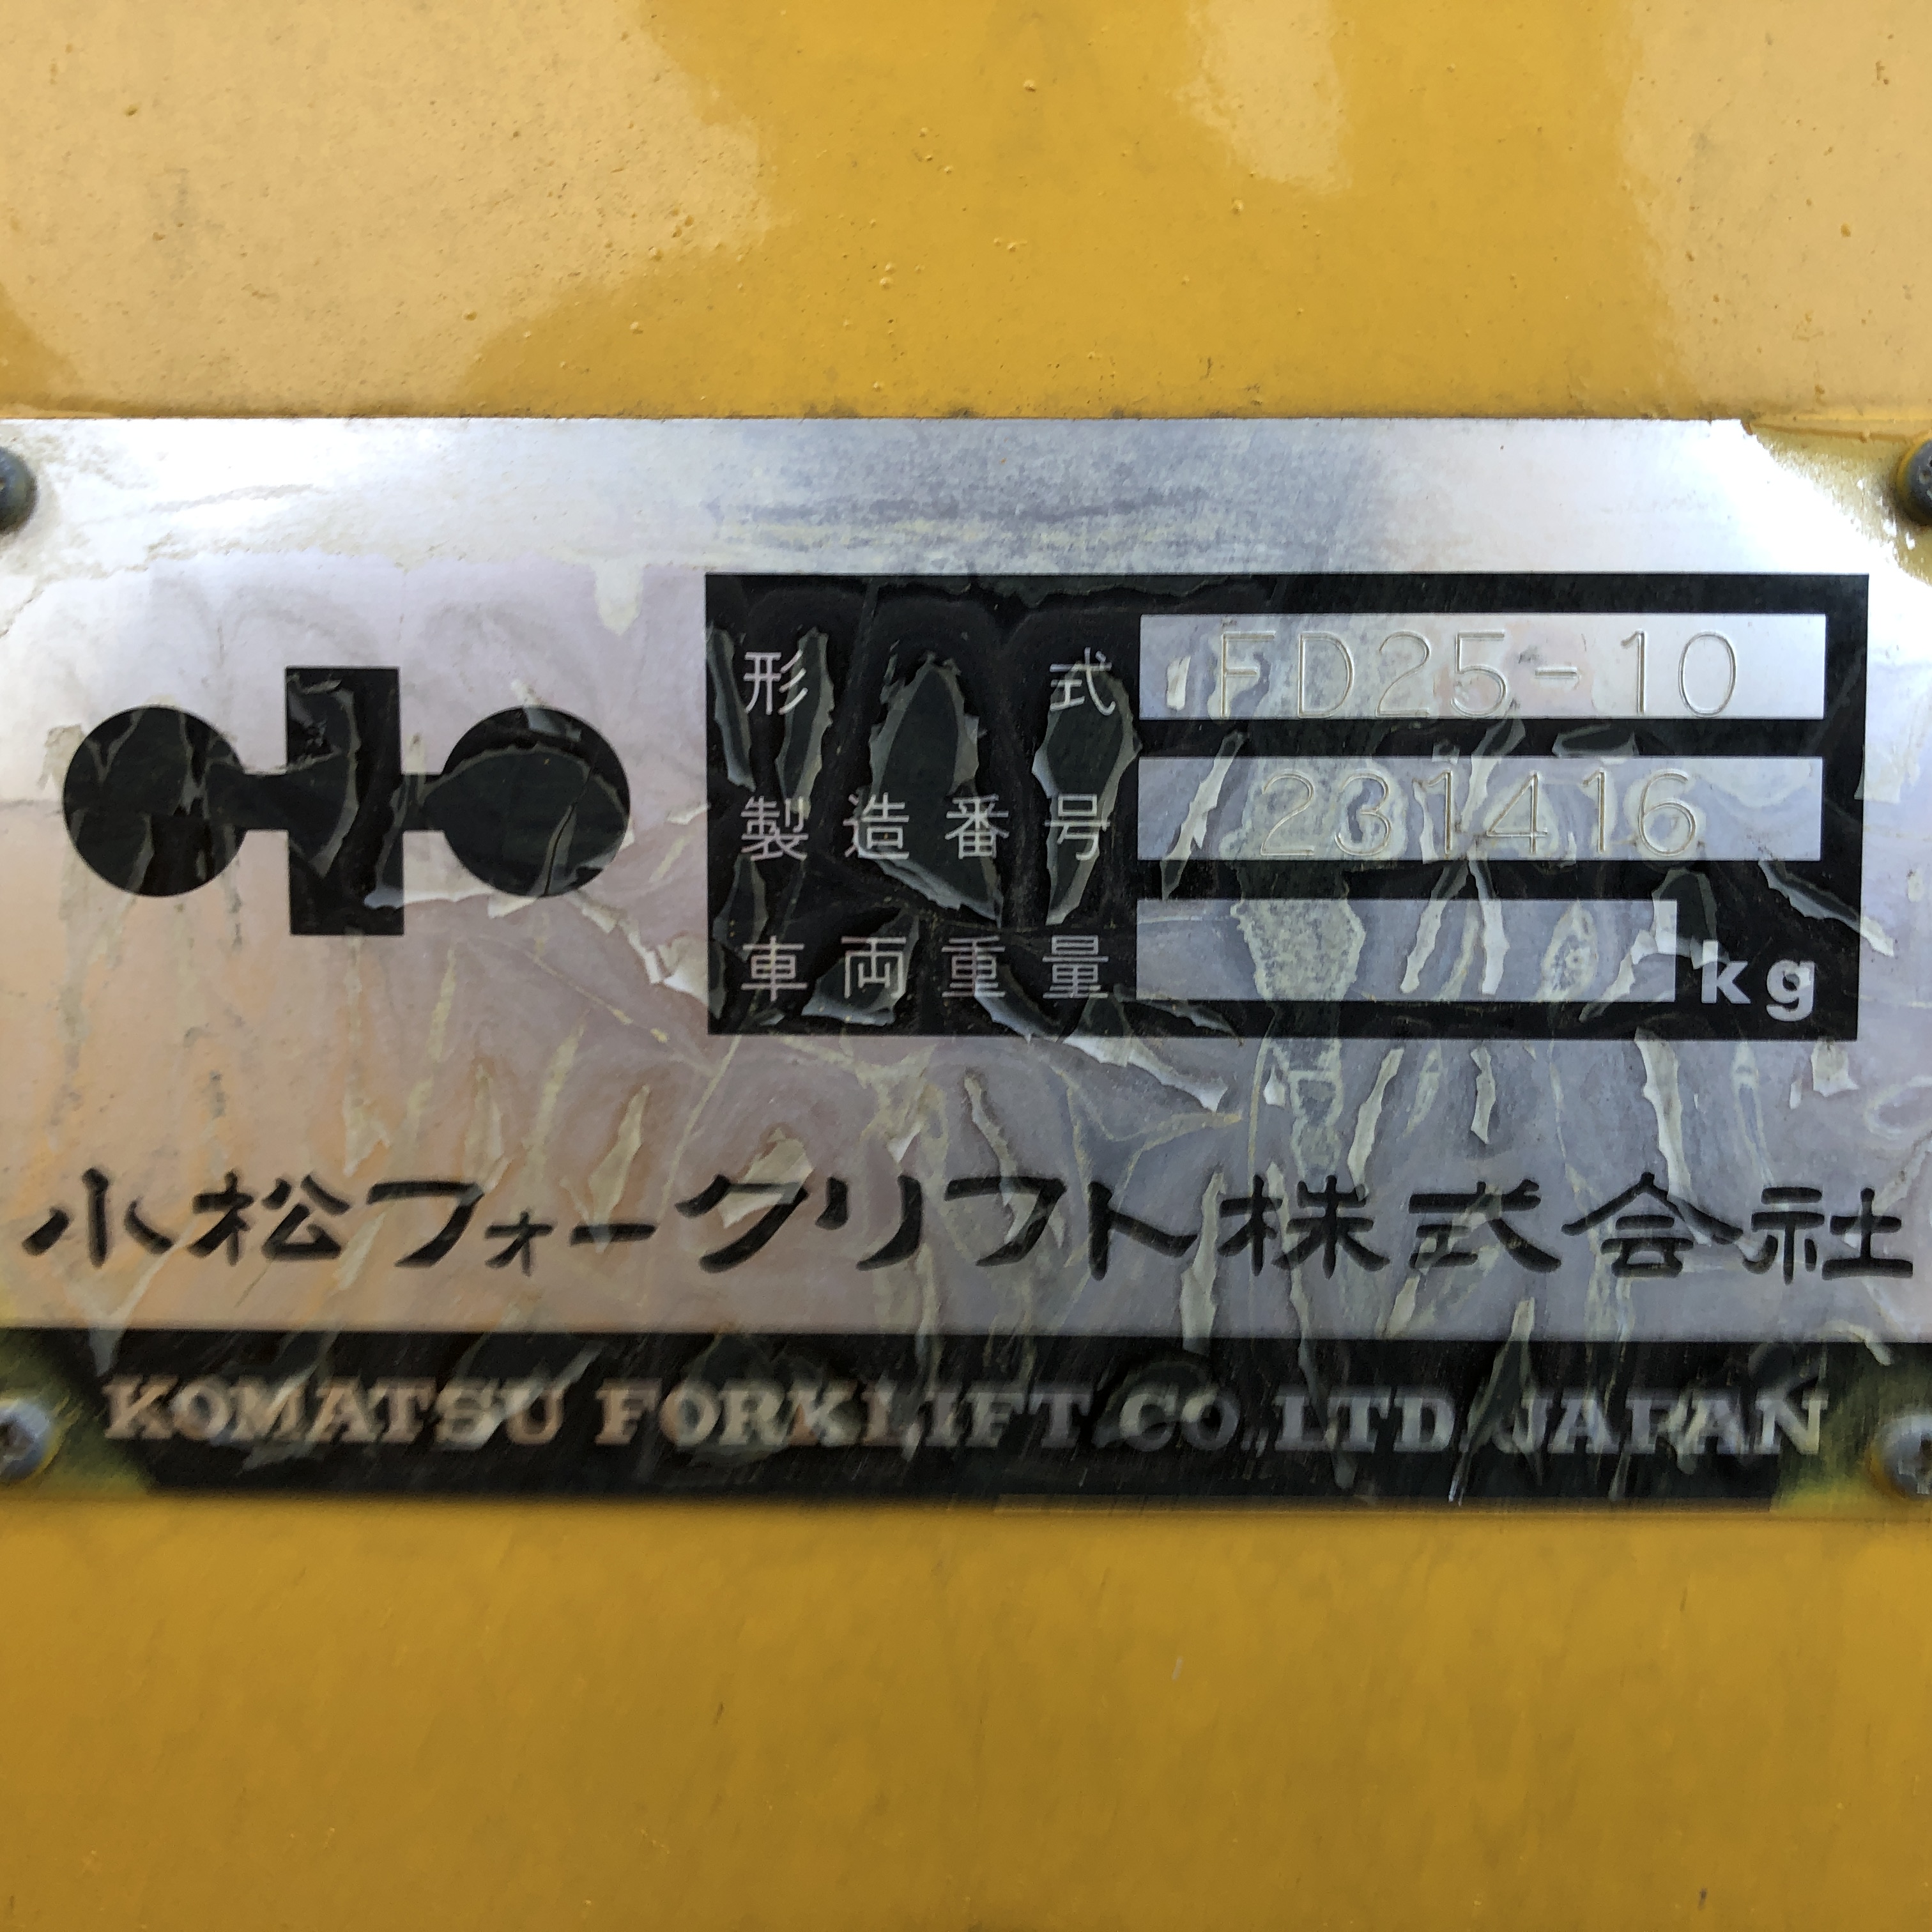 形式 FD25-10
製造番号 231416
車両重量 kg
小松フォークリフト株式会社
KOMATSU FORKLIFT CO.,LTD. JAPAN